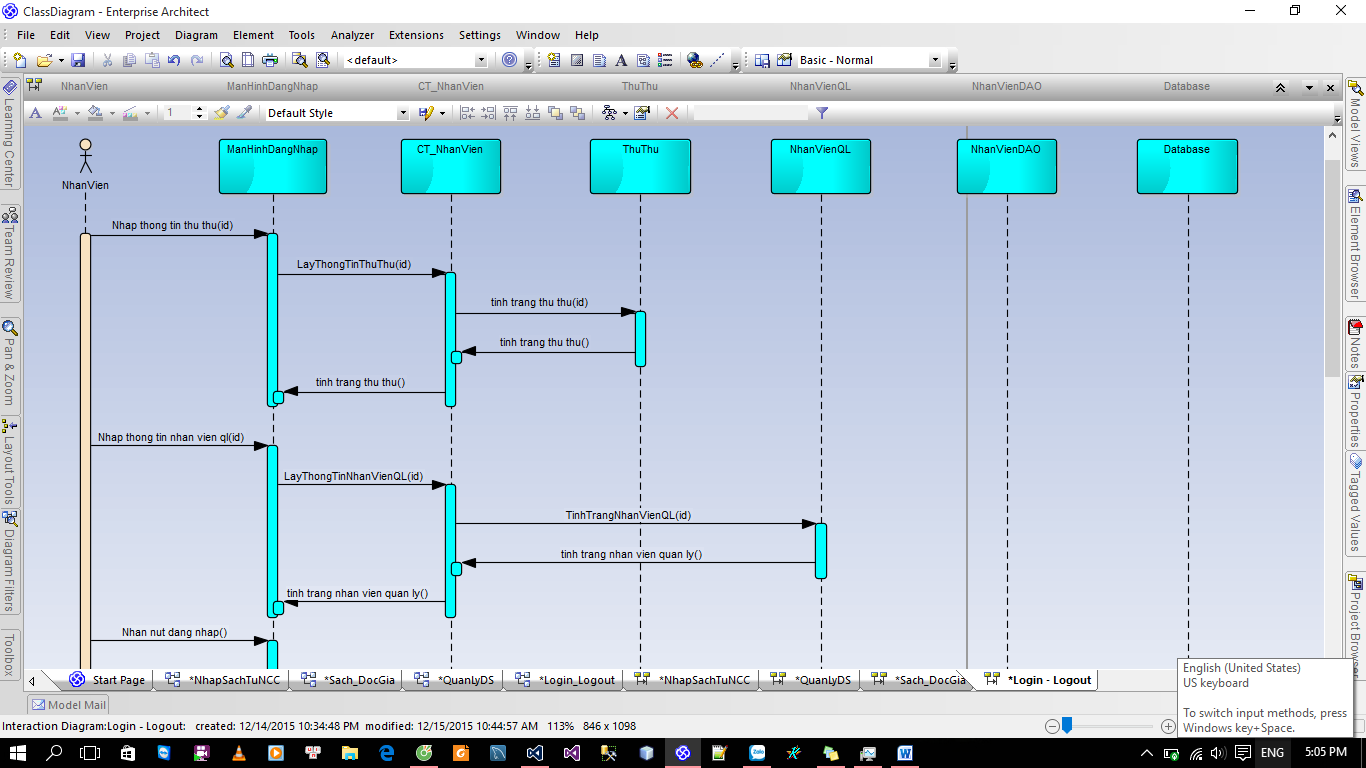 ClassDiagram - Enterprise Architect
File Edit View Project Diagram Element Tools Analyzer Extensions Settings Window Help
<default>
Basic - Normal
NhanVien ManHinhDangNhap CT_NhanVien ThuThu NhanVienQL NhanVienDAO Database
1 Default Style
Learning Center
Team Review
Pan & Zoom
Layout Tools
Diagram Filters
Toolbox
ManHinhDangNhap CT_NhanVien ThuThu NhanVienQL NhanVienDAO Database
NhanVien
Nhap thong tin thu thu(id)
LayThongTinThuThu(id)
tinh trang thu thu(id)
tinh trang thu thu()
tinh trang thu thu()
Nhap thong tin nhan vien ql(id)
LayThongTinNhanVienQL(id)
TinhTrangNhanVienQL(id)
tinh trang nhan vien quan ly()
tinh trang nhan vien quan ly()
Nhan nut dang nhap()
Model Views
Element Browser
Notes
Properties
Tagged Values
Project Browser
Start Page *NhapSachTuNCC *Sach_DocGia *QuanLyDS *Login_Logout *NhapSachTuNCC *QuanLyDS *Sach_DocGia *Login - Logout
Model Mail
English (United States)
US keyboard
To switch input methods, press
Windows key+Space.
Interaction Diagram:Login - Logout: created: 12/14/2015 10:34:48 PM modified: 12/15/2015 10:44:57 AM 113% 846 x 1098
ENG 5:05 PM